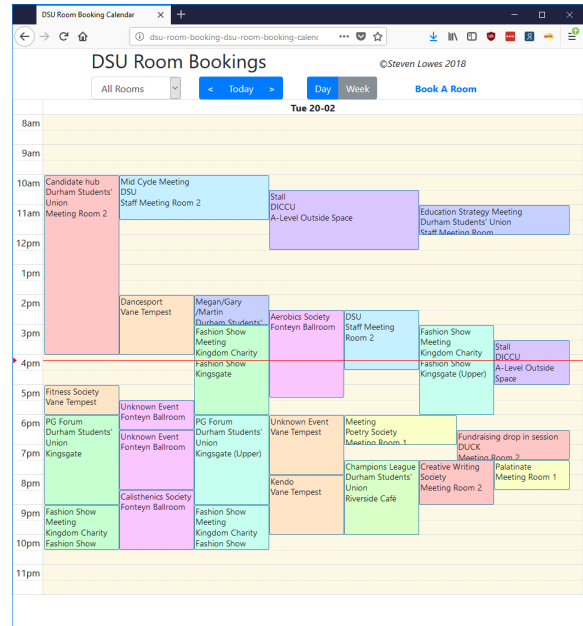 DSU Room Booking Calendar
dsu-room-booking-dsu-room-booking-calen
DSU Room Bookings
©Steven Lowes 2018
All Rooms
< Today >
Day Week
Book A Room
Tue 20-02
8am
9am
10am
11am
12pm
1pm
2pm
3pm
4pm
5pm
6pm
7pm
8pm
9pm
10pm
11pm
Candidate hub
Durham Students'
Union
Meeting Room 2
Mid Cycle Meeting
DSU
Staff Meeting Room 2
Stall
DICCU
A-Level Outside Space
Education Strategy Meeting
Durham Students' Union
Staff Meeting Room
Dancesport
Vane Tempest
Megan/Gary
/Martin
Durham Students'
Fashion Show
Meeting
Kingdom Charity
Fashion Show
Kingsgate
Aerobics Society
Fonteyn Ballroom
DSU
Staff Meeting
Room 2
Fashion Show
Meeting
Kingdom Charity
Fashion Show
Kingsgate (Upper)
Stall
DICCU
A-Level Outside
Space
Fitness Society
Vane Tempest
Unknown Event
Fonteyn Ballroom
PG Forum
Durham Students'
Union
Kingsgate
Unknown Event
Fonteyn Ballroom
PG Forum
Durham Students'
Union
Kingsgate (Upper)
Unknown Event
Vane Tempest
Meeting
Poetry Society
Meeting Room 1
Fundraising drop in session
DUCK
Meeting Room 2
Champions League
Durham Students'
Union
Riverside Café
Creative Writing
Society
Meeting Room 2
Palatinate
Meeting Room 1
Kendo
Vane Tempest
Calisthenics Society
Fonteyn Ballroom
Fashion Show
Meeting
Kingdom Charity
Fashion Show
Fashion Show
Meeting
Kingdom Charity
Fashion Show